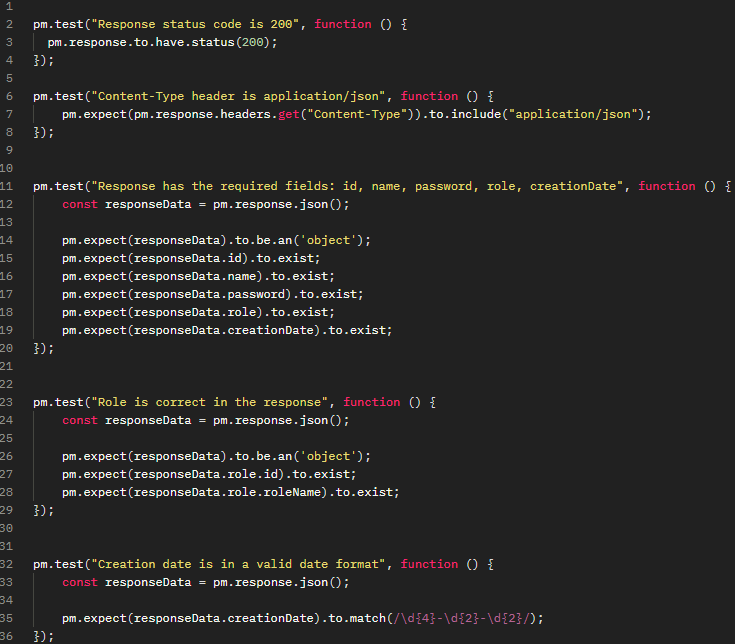 1
2 pm.test("Response status code is 200", function () {
3 pm.response.to.have.status(200);
4 });
5
6 pm.test("Content-Type header is application/json", function () {
7 pm.expect(pm.response.headers.get("Content-Type")).to.include("application/json");
8 });
9
10
11 pm.test("Response has the required fields: id, name, password, role, creationDate", function () {
12 const responseData = pm.response.json();
13
14 pm.expect(responseData).to.be.an('object');
15 pm.expect(responseData.id).to.exist;
16 pm.expect(responseData.name).to.exist;
17 pm.expect(responseData.password).to.exist;
18 pm.expect(responseData.role).to.exist;
19 pm.expect(responseData.creationDate).to.exist;
20 });
21
22
23 pm.test("Role is correct in the response", function () {
24 const responseData = pm.response.json();
25
26 pm.expect(responseData).to.be.an('object');
27 pm.expect(responseData.role.id).to.exist;
28 pm.expect(responseData.role.roleName).to.exist;
29 });
30
31
32 pm.test("Creation date is in a valid date format", function () {
33 const responseData = pm.response.json();
34
35 pm.expect(responseData.creationDate).to.match(/\d{4}-\d{2}-\d{2}/);
36 });